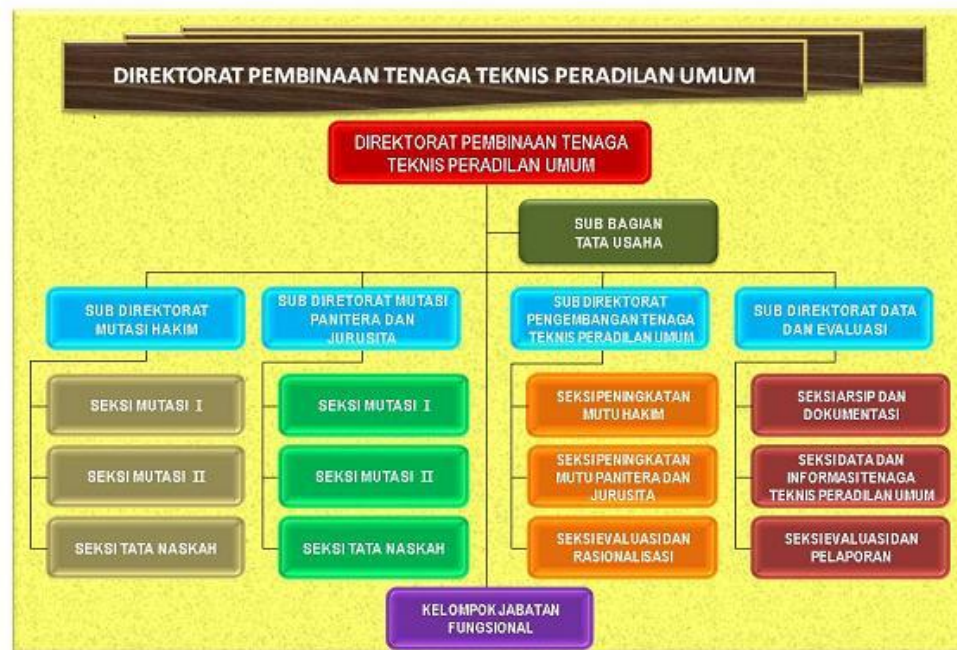 DIREKTORAT PEMBINAAN TENAGA TEKNIS PERADILAN UMUM
DIREKTORAT PEMBINAAN TENAGA
TEKNIS PERADILAN UMUM
SUB BAGIAN
TATA USAHA
SUB DIREKTORAT
MUTASI HAKIM
SUB DIRETORAT MUTASI
PANITERA DAN
JURUSITA
SUB DIREKTORAT
PENGEMBANGAN TENAGA
TEKNIS PERADILAN UMUM
SUB DIREKTORAT DATA
DAN EVALUASI
SEKSI MUTASI I
SEKSI MUTASI II
SEKSI TATA NASKAH
SEKSI MUTASI I
SEKSI MUTASI II
SEKSI TATA NASKAH
SEKSI PENINGKATAN
MUTU HAKIM
SEKSI PENINGKATAN
MUTU PANITERA DAN
JURUSITA
SEKSI EVALUASI DAN
RASIONALISASI
SEKSI ARSIP DAN
DOKUMENTASI
SEKSI DATA DAN
INFORMASI TENAGA
TEKNIS PERADILAN UMUM
SEKSI EVALUASI DAN
PELAPORAN
KELOMPOK JABATAN
FUNGSIONAL